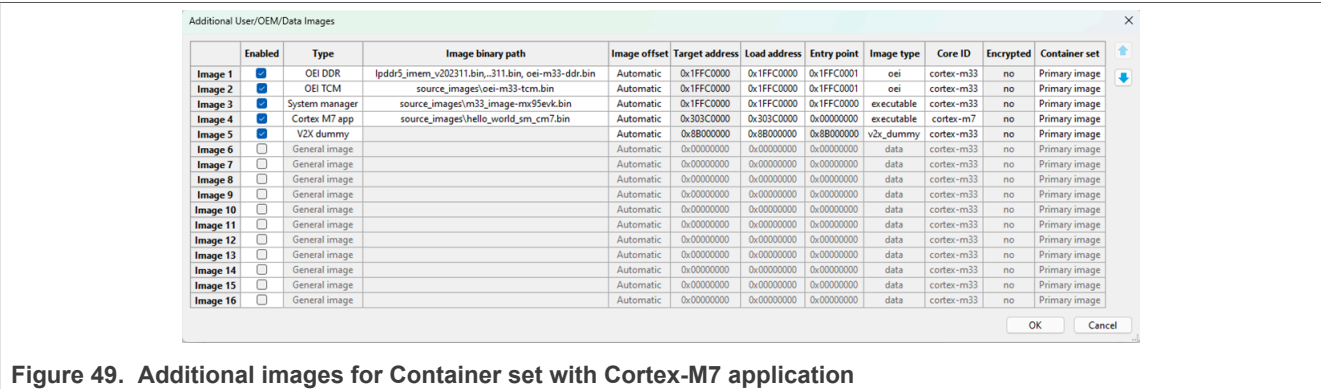 Additional User/OEM/Data Images
Enabled Type Image binary path Image offset Target address Load address Entry point Image type Core ID Encrypted Container set
Image 1 OEI DDR lpddr5_imem_v202311.bin,..311.bin, oei-m33-ddr.bin Automatic 0x1FFC0000 0x1FFC0000 0x1FFC0001 oei cortex-m33 no Primary image
Image 2 OEI TCM source_images\oei-m33-tcm.bin Automatic 0x1FFC0000 0x1FFC0000 0x1FFC0001 oei cortex-m33 no Primary image
Image 3 System manager source_images\m33_image-mx95evk.bin Automatic 0x1FFC0000 0x1FFC0000 0x1FFC0000 executable cortex-m33 no Primary image
Image 4 Cortex M7 app source_images\hello_world_sm_cm7.bin Automatic 0x303C0000 0x303C0000 0x00000000 executable cortex-m7 no Primary image
Image 5 V2X dummy Automatic 0x8B000000 0x8B000000 0x8B000000 v2x_dummy cortex-m33 no Primary image
Image 6 General image Automatic 0x00000000 0x00000000 0x00000000 data cortex-m33 no Primary image
Image 7 General image Automatic 0x00000000 0x00000000 0x00000000 data cortex-m33 no Primary image
Image 8 General image Automatic 0x00000000 0x00000000 0x00000000 data cortex-m33 no Primary image
Image 9 General image Automatic 0x00000000 0x00000000 0x00000000 data cortex-m33 no Primary image
Image 10 General image Automatic 0x00000000 0x00000000 0x00000000 data cortex-m33 no Primary image
Image 11 General image Automatic 0x00000000 0x00000000 0x00000000 data cortex-m33 no Primary image
Image 12 General image Automatic 0x00000000 0x00000000 0x00000000 data cortex-m33 no Primary image
Image 13 General image Automatic 0x00000000 0x00000000 0x00000000 data cortex-m33 no Primary image
Image 14 General image Automatic 0x00000000 0x00000000 0x00000000 data cortex-m33 no Primary image
Image 15 General image Automatic 0x00000000 0x00000000 0x00000000 data cortex-m33 no Primary image
Image 16 General image Automatic 0x00000000 0x00000000 0x00000000 data cortex-m33 no Primary image
OK Cancel
Figure 49. Additional images for Container set with Cortex-M7 application